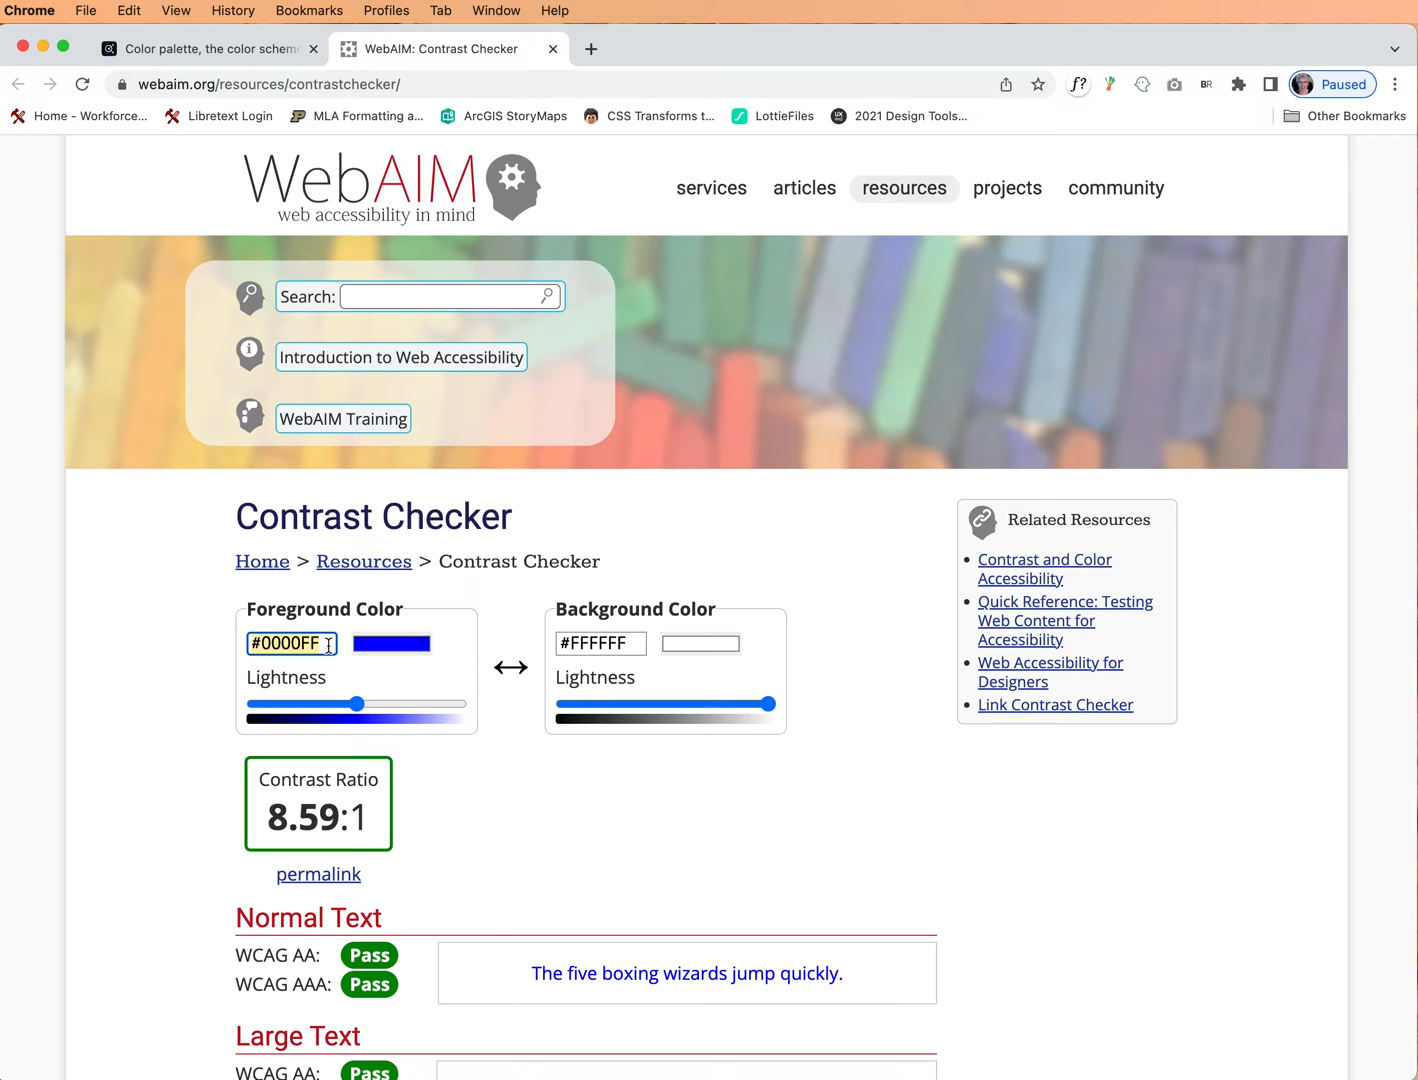 Chrome File Edit View History Bookmarks Profiles Tab Window Help
Color palette, the color scheme
WebAIM: Contrast Checker
webaim.org/resources/contrastchecker/
f?
BR
Paused
Home - Workforce...
Libretext Login
MLA Formatting a...
ArcGIS StoryMaps
CSS Transforms t...
LottieFiles
2021 Design Tools...
Other Bookmarks
WebAIM
web accessibility in mind
services articles resources projects community
Search:
Introduction to Web Accessibility
WebAIM Training
Contrast Checker
Home > Resources > Contrast Checker
Foreground Color
#0000FF
Lightness
Background Color
#FFFFFF
Lightness
Contrast Ratio
8.59:1
permalink
Normal Text
WCAG AA: Pass
WCAG AAA: Pass
The five boxing wizards jump quickly.
Large Text
WCAG AA: Pass
Related Resources
Contrast and Color
Accessibility
Quick Reference: Testing
Web Content for
Accessibility
Web Accessibility for
Designers
Link Contrast Checker